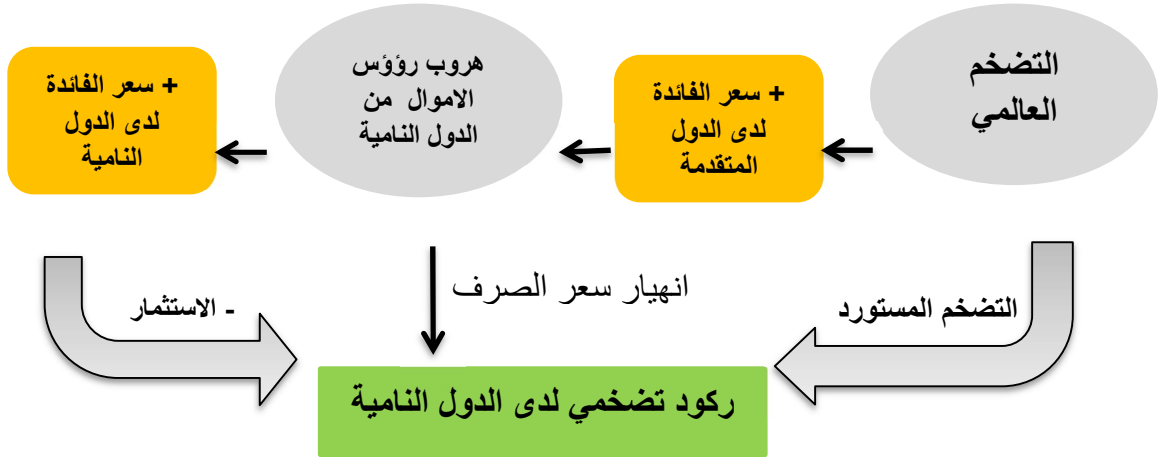 التضخم
العالمي
+ سعر الفائدة
لدى الدول
المتقدمة
هروب رؤؤس
الاموال من
الدول النامية
+ سعر الفائدة
لدى الدول
النامية
التضخم المستورد
انهيار سعر الصرف
- الاستثمار
ركود تضخمي لدى الدول النامية